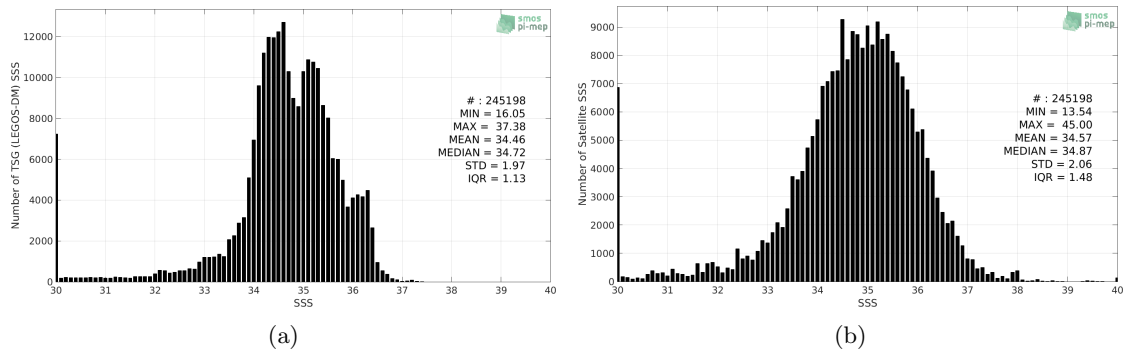 12000
10000
8000
6000
4000
2000
0
Number of TSG (LEGOS-DM) SSS
smos
pi-mep
# : 245198
MIN = 16.05
MAX = 37.38
MEAN = 34.46
MEDIAN = 34.72
STD = 1.97
IQR = 1.13
30 31 32 33 34 35 36 37 38 39 40
SSS
(a)
9000
8000
7000
6000
5000
4000
3000
2000
1000
0
Number of Satellite SSS
smos
pi-mep
# : 245198
MIN = 13.54
MAX = 45.00
MEAN = 34.57
MEDIAN = 34.87
STD = 2.06
IQR = 1.48
30 31 32 33 34 35 36 37 38 39 40
SSS
(b)